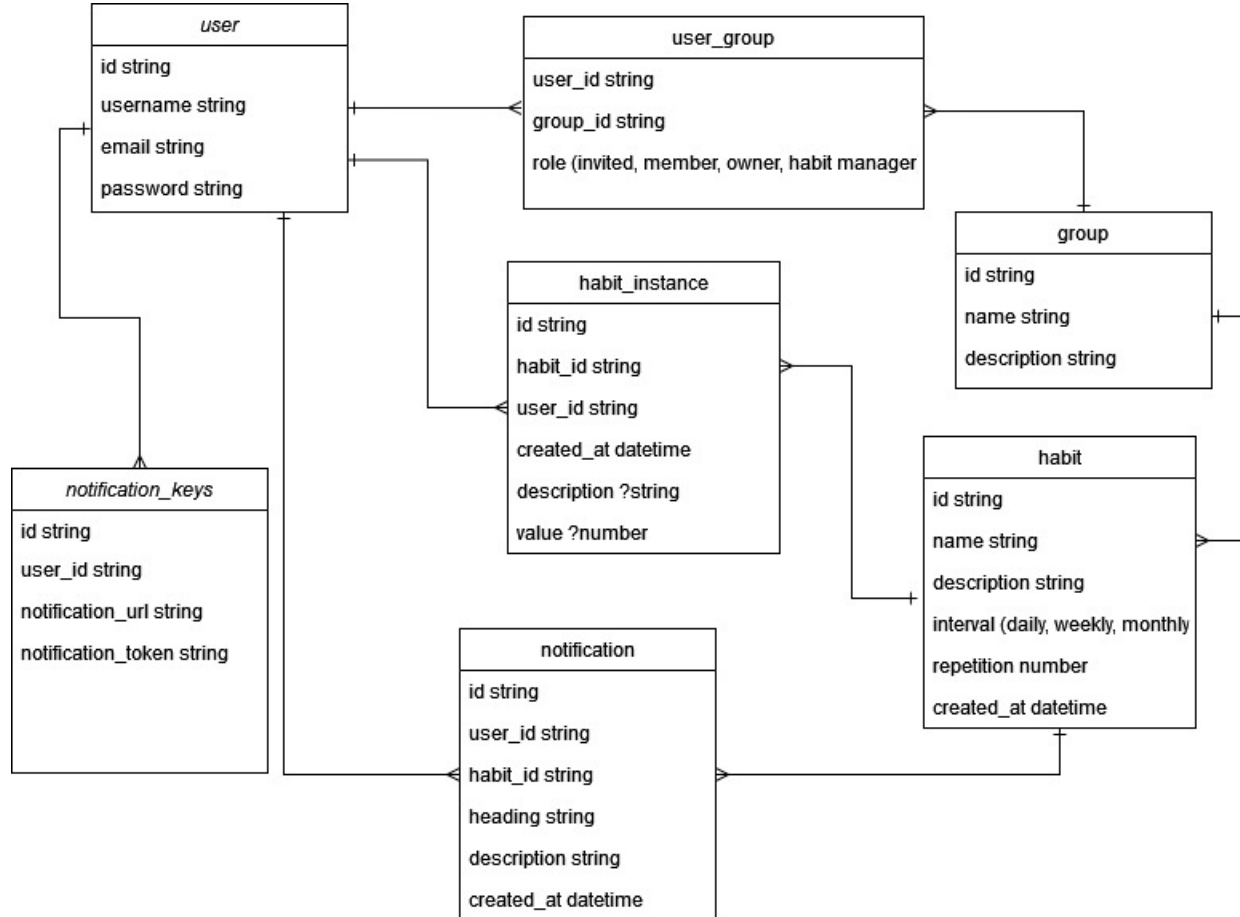 user
id string
username string
email string
password string
user_group
user_id string
group_id string
role (invited, member, owner, habit manager
group
id string
name string
description string
habit_instance
id string
habit_id string
user_id string
created_at datetime
description ?string
value ?number
habit
id string
name string
description string
interval (daily, weekly, monthly
repetition number
created_at datetime
notification_keys
id string
user_id string
notification_url string
notification_token string
notification
id string
user_id string
habit_id string
heading string
description string
created_at datetime